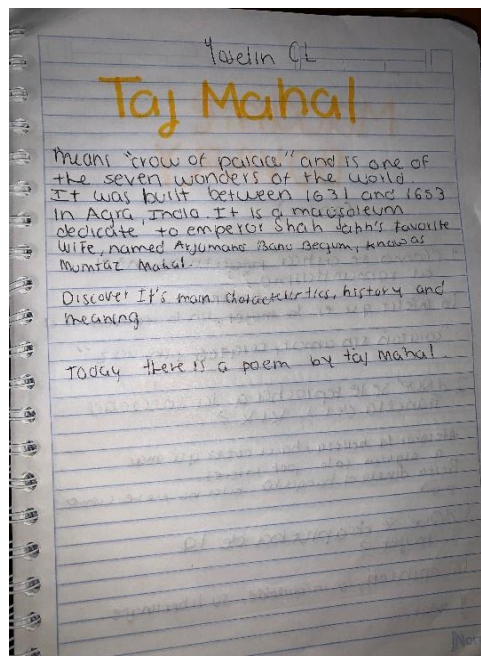 Yoselin CL
Taj Mahal
Means "crow of palace" and is one of
the seven wonders of the world.
It was built between 1631 and 1653
in Agra, India. It is a mausoleum
dedicate to emperor Shah Jahn's favorite
wife, named Arjumand Banu Begum, know as
Mumtaz Mahal.
Discover It's main characteristics, history and
meaning
Today there is a poem by taj Mahal.